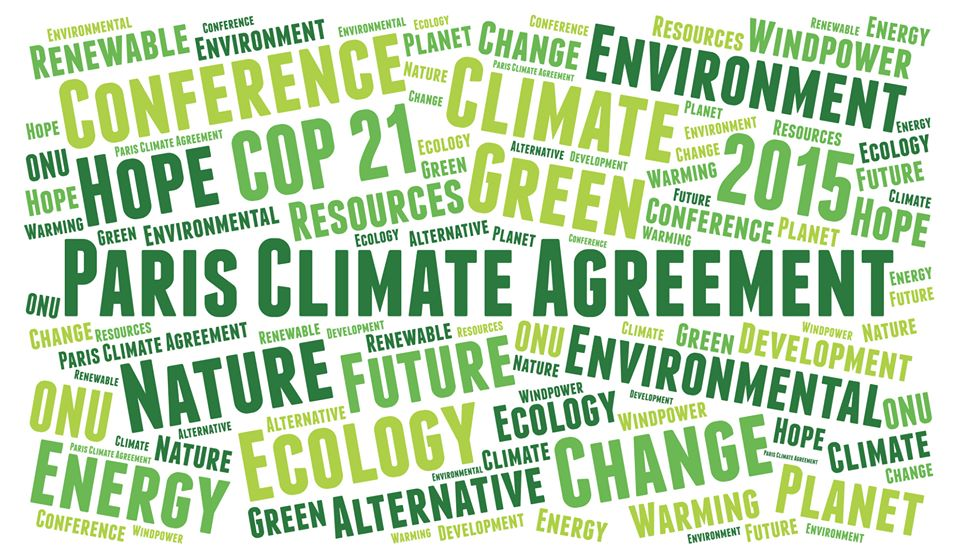 Environmental
Conference
Environmental
Ecology
Conference
Resources
Renewable
Energy
Renewable
Environment
Planet
Change
Environment
Windpower
Conference
Nature
Paris Climate Agreement
Climate
Change
Planet
Hope
Paris Climate Agreement
COP 21
Ecology
Alternative
Development
Environment
Resources
Energy
ONU
Hope
Green
Green
Change
2015
Ecology
Hope
Resources
Warming
Future
Future
Climate
Warming
Green
Environmental
Ecology
Alternative
Planet
Conference
Conference
Warming
Planet
Hope
Paris Climate Agreement
Energy
ONU
Future
Change
Resources
Renewable
Development
Renewable
Resources
ONU
Climate
Green
Development
Windpower
Nature
Paris Climate Agreement
Nature
Future
Nature
Environmental
Renewable
ONU
Alternative
Ecology
Windpower
Ecology
Development
Windpower
ONU
Climate
Alternative
Nature
Paris Climate Agreement
Environmental
Climate
Change
Hope
Paris Climate Agreement
Climate
Change
Energy
Green
Alternative
Warming
Planet
Conference
Windpower
Warming
Development
Energy
Environment
Future
Environment